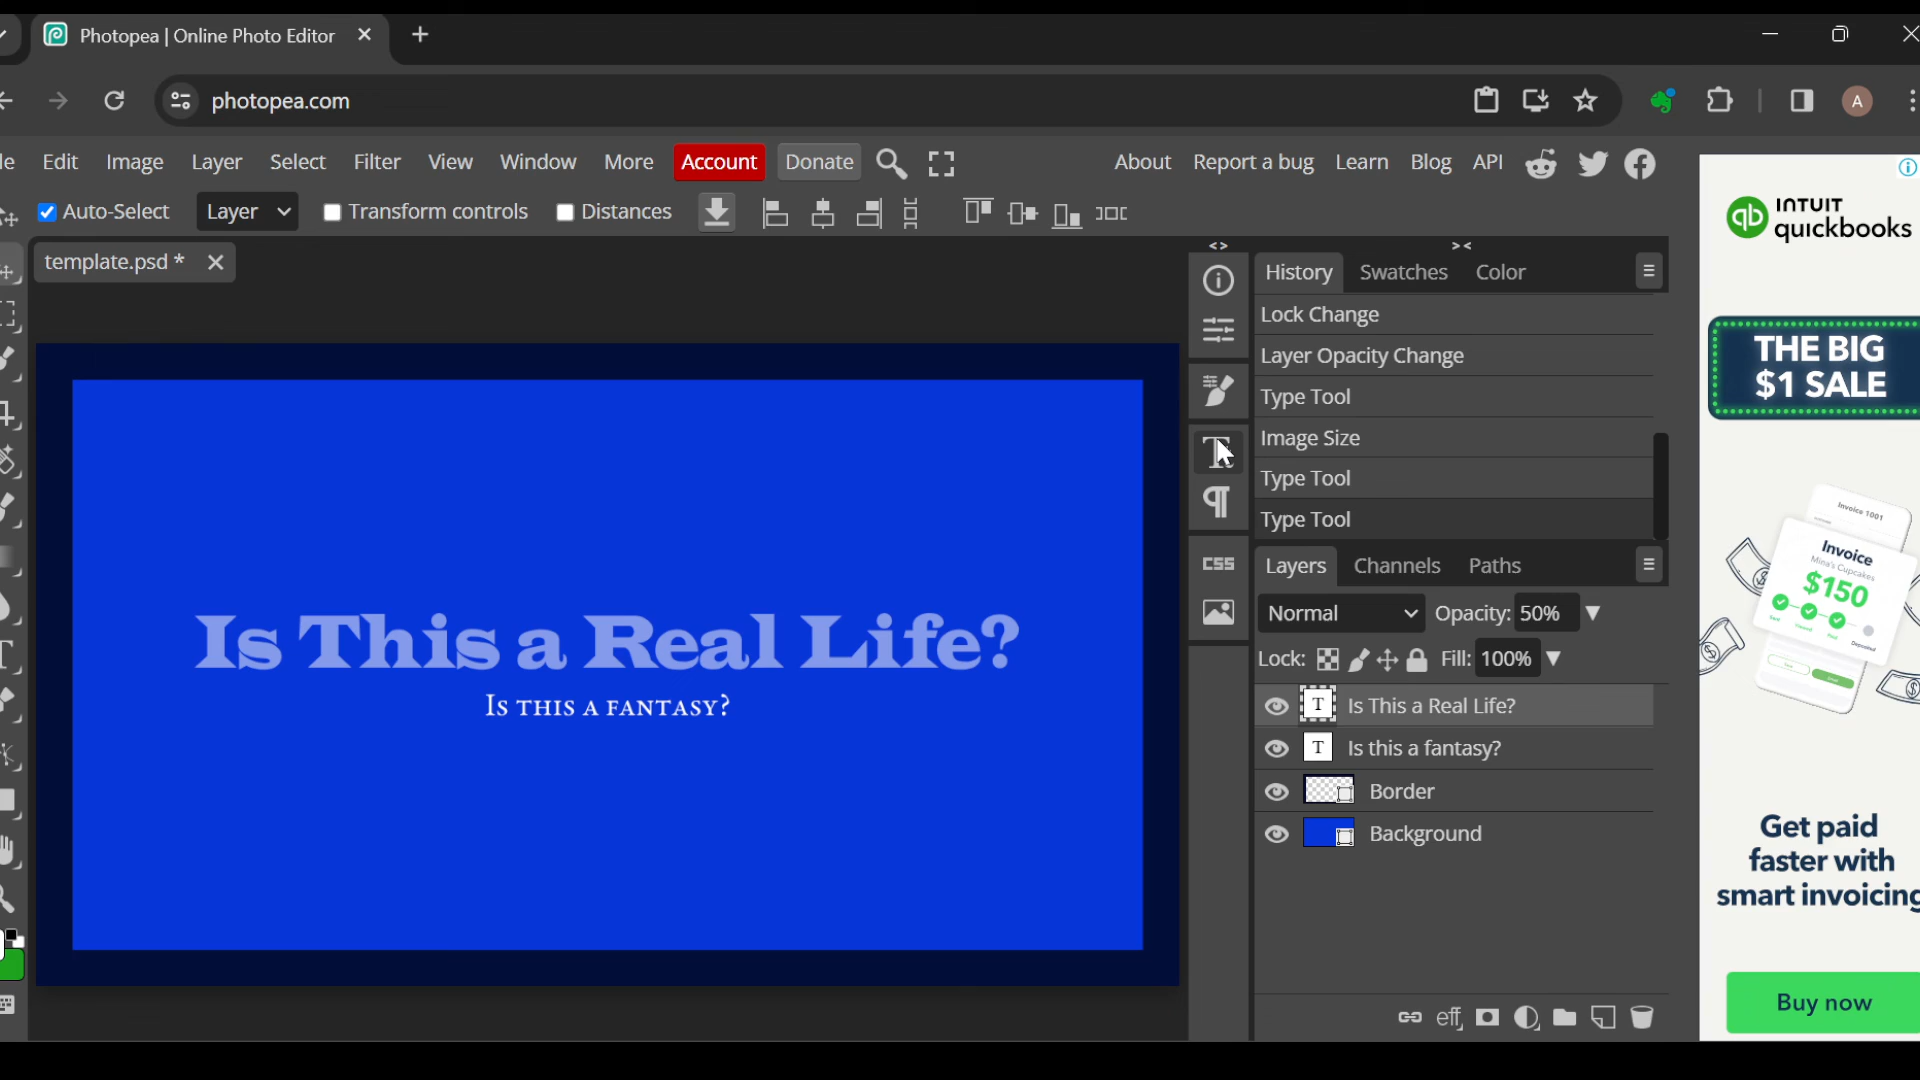 Photopea | Online Photo Editor
photopea.com
A
le Edit Image Layer Select Filter View Window More Account Donate About Report a bug Learn Blog API
Auto-Select Layer Transform controls Distances
template.psd *
History Swatches Color
Lock Change
Layer Opacity Change
Type Tool
Image Size
Type Tool
Type Tool
CSS
Layers Channels Paths
Normal Opacity: 50%
Lock: Fill: 100%
T Is This a Real Life?
T Is this a fantasy?
Border
Background
eff
Is This a Real Life?
Is this a fantasy?
qb INTUIT
quickbooks
THE BIG
$1 SALE
Invoice 1001
Invoice
Mina's Cupcakes
$150
Get paid
faster with
smart invoicing
Buy now